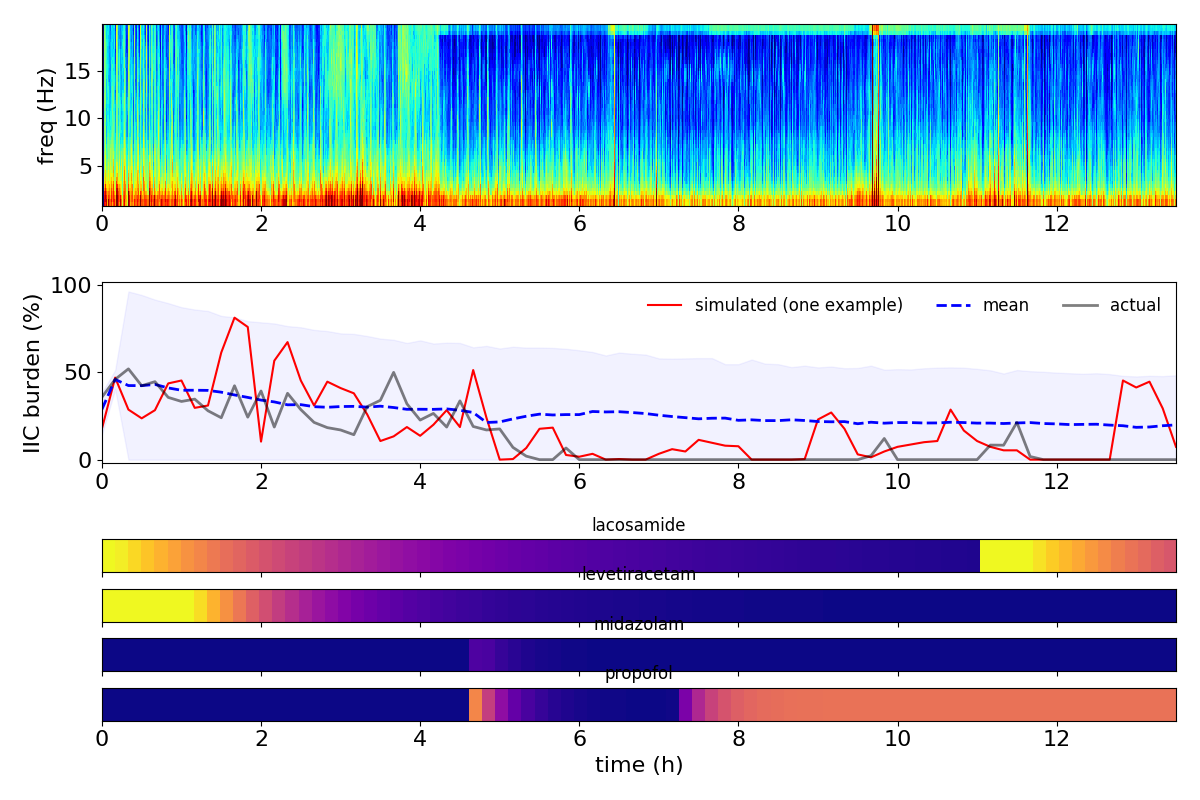 freq (Hz)
15
10
5
0 2 4 6 8 10 12
IIC burden (%)
100
50
0
simulated (one example) mean actual
0 2 4 6 8 10 12
lacosamide
levetiracetam
midazolam
propofol
0 2 4 6 8 10 12
time (h)